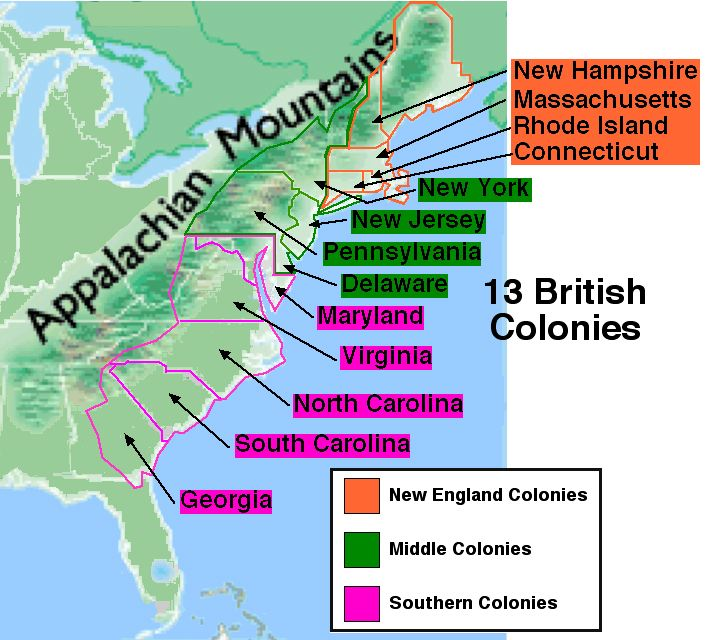 Appalachian Mountains
New Hampshire
Massachusetts
Rhode Island
Connecticut
New York
New Jersey
Pennsylvania
Delaware
Maryland
Virginia
North Carolina
South Carolina
Georgia
13 British
Colonies
New England Colonies
Middle Colonies
Southern Colonies